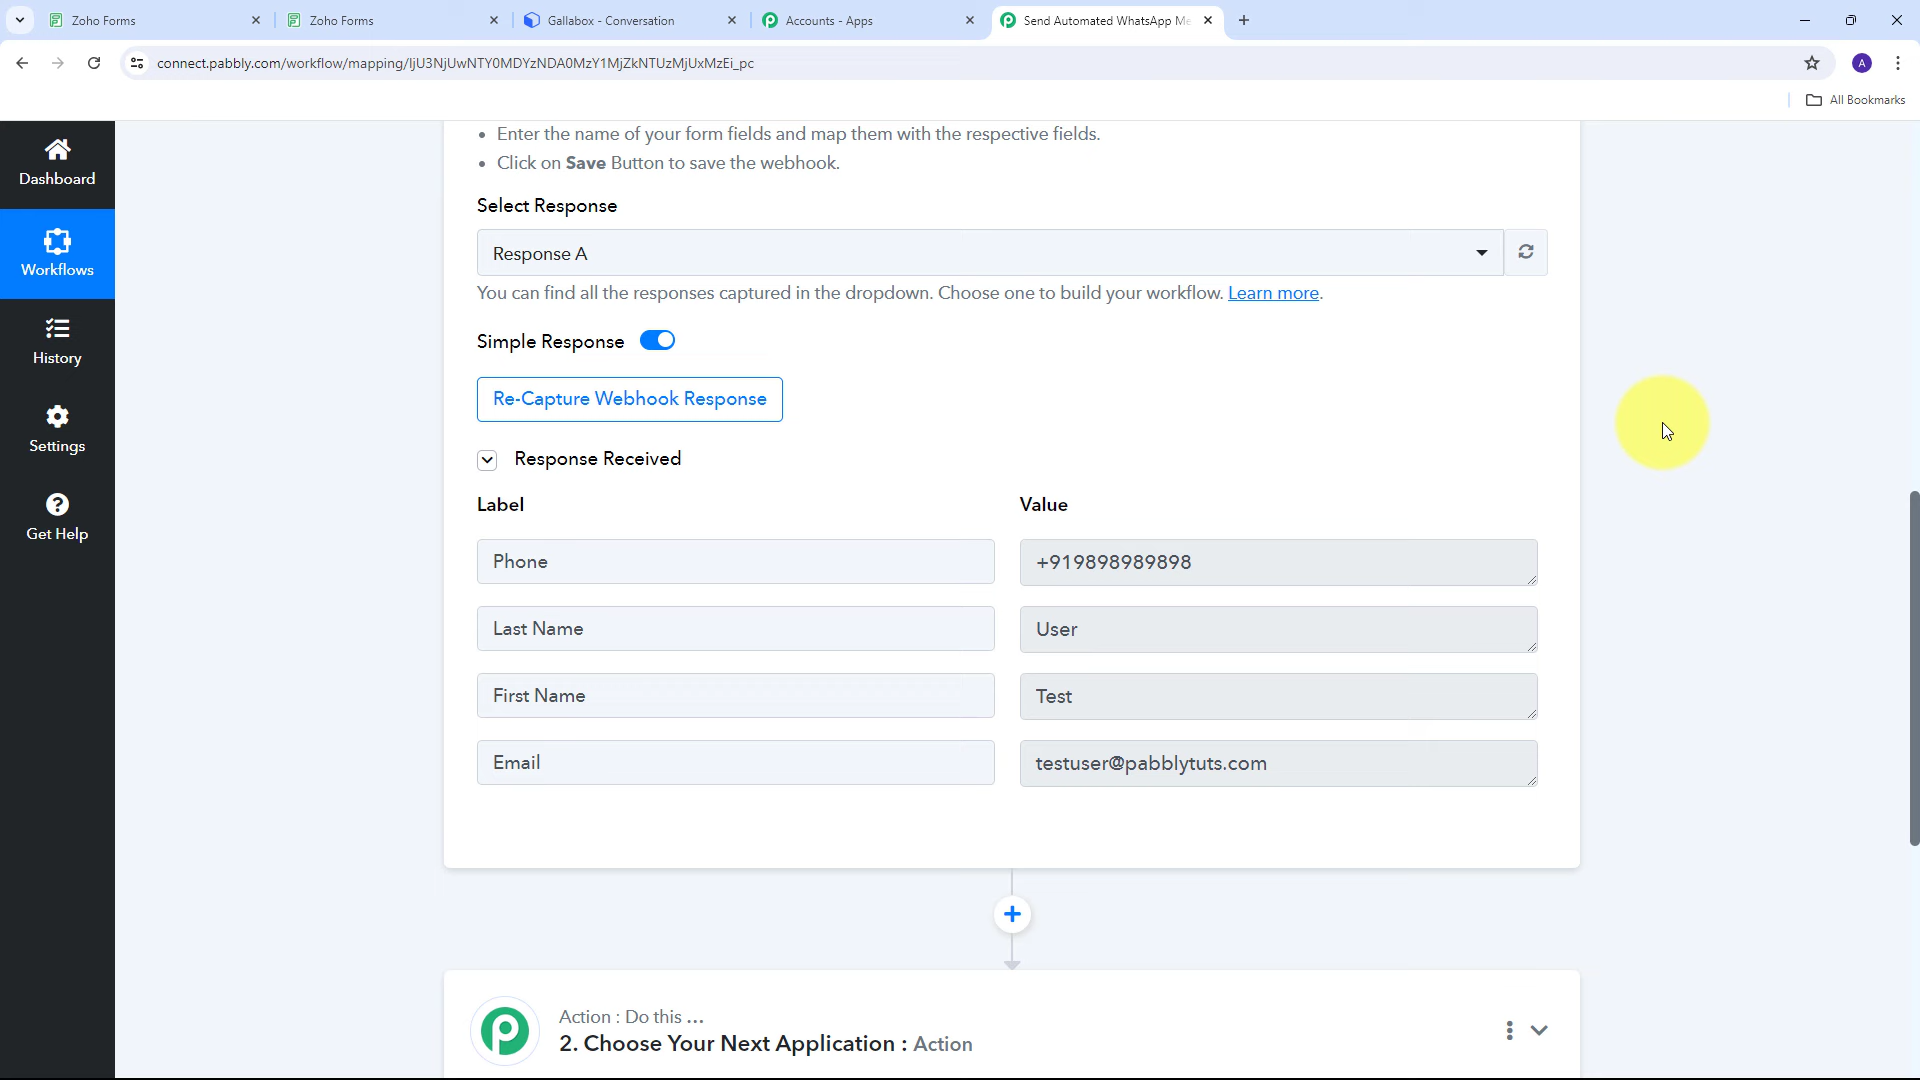 Zoho Forms
Zoho Forms
Gallabox - Conversation
Accounts - Apps
Send Automated WhatsApp Me
connect.pabbly.com/workflow/mapping/IjU3NjUwNTY0MDYzNDA0MzY1MjZkNTUzMjUxMzEi_pc
A
All Bookmarks
Dashboard
Workflows
History
Settings
Get Help
• Enter the name of your form fields and map them with the respective fields.
• Click on Save Button to save the webhook.
Select Response
Response A
You can find all the responses captured in the dropdown. Choose one to build your workflow. Learn more.
Simple Response
Re-Capture Webhook Response
Response Received
Label Value
Phone +919898989898
Last Name User
First Name Test
Email testuser@pabblytuts.com
Action : Do this ...
2. Choose Your Next Application : Action